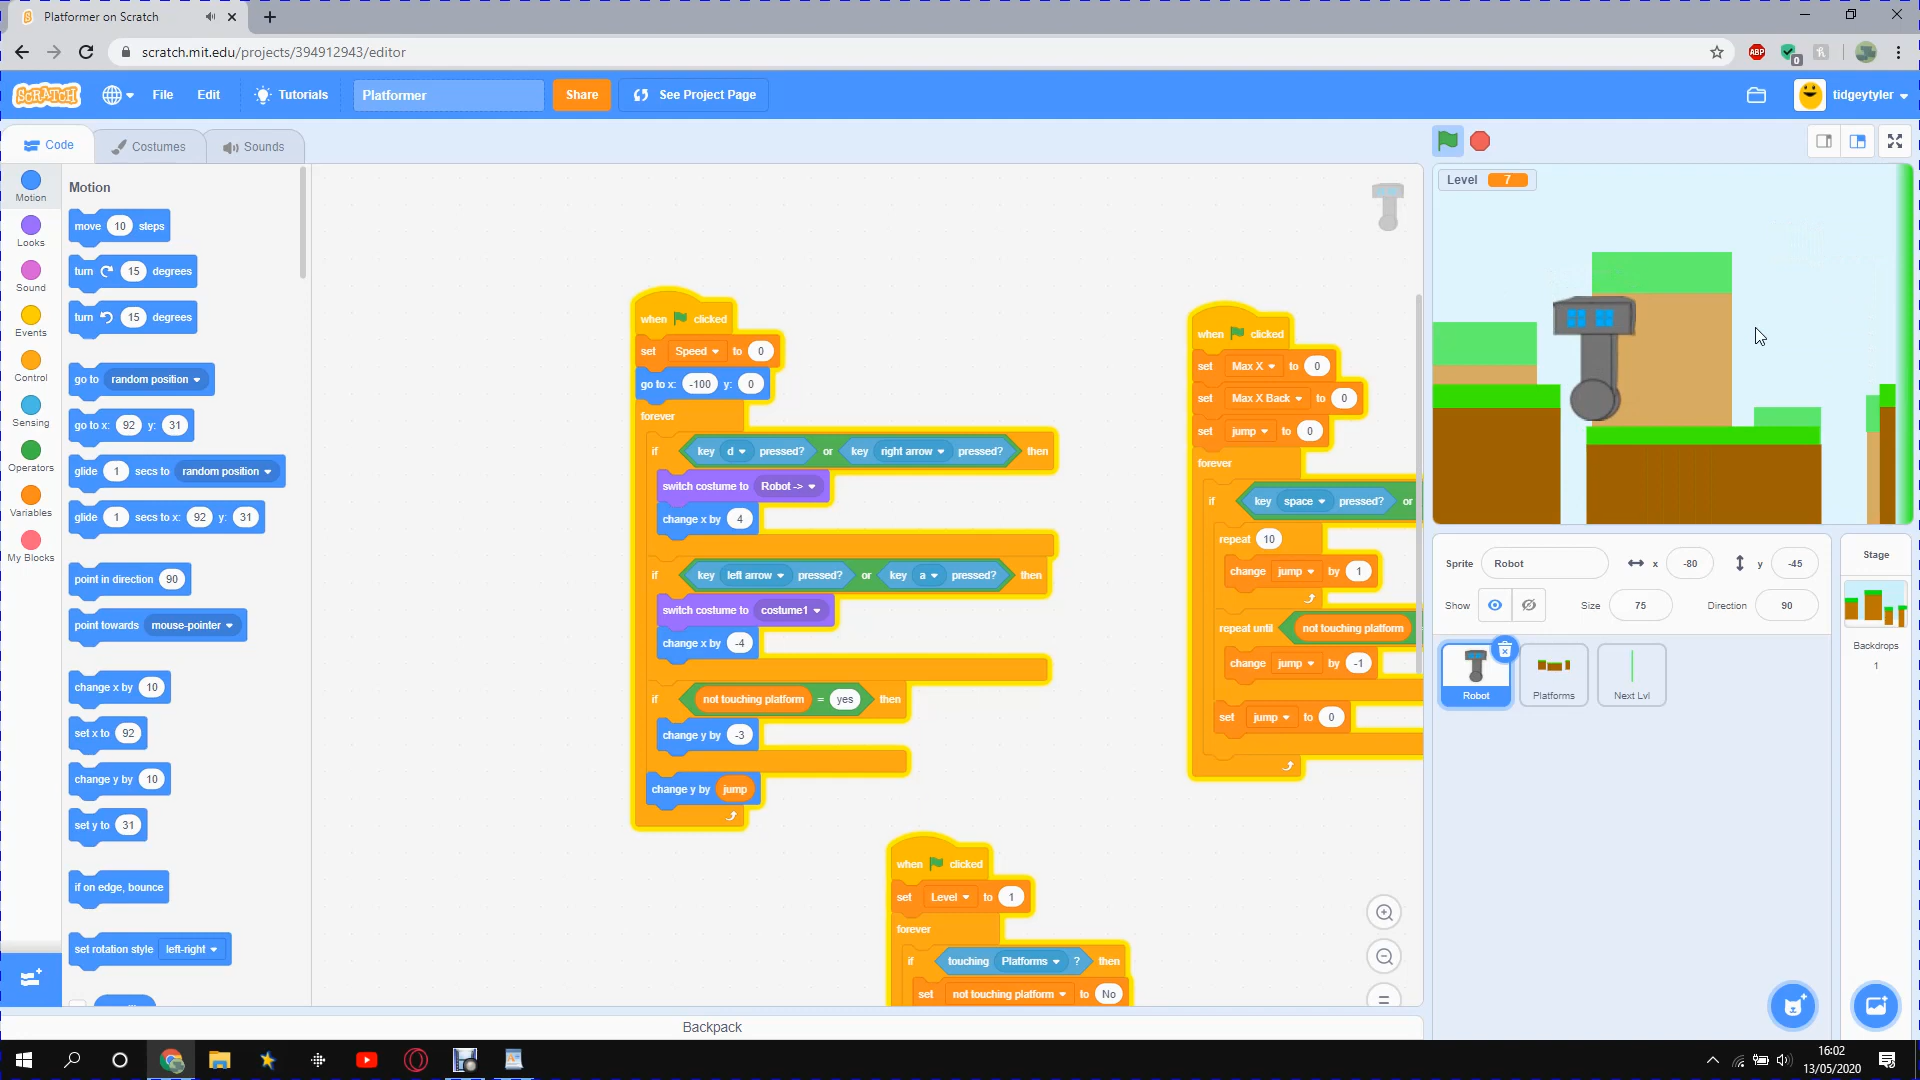 Platformer on Scratch
scratch.mit.edu/projects/394912943/editor
ABP
0
SCRATCH
File
Edit
Tutorials
Platformer
Share
See Project Page
tidgeytyler
Code
Costumes
Sounds
Motion
Looks
Sound
Events
Control
Sensing
Operators
Variables
My Blocks
Motion
move 10 steps
turn 15 degrees
turn 15 degrees
go to random position
go to x: 92 y: 31
glide 1 secs to random position
glide 1 secs to x: 92 y: 31
point in direction 90
point towards mouse-pointer
change x by 10
set x to 92
change y by 10
set y to 31
if on edge, bounce
set rotation style left-right
when clicked
set Speed to 0
go to x: -100 y: 0
forever
if key d pressed? or key right arrow pressed? then
switch costume to Robot ->
change x by 4
if key left arrow pressed? or key a pressed? then
switch costume to costume1
change x by -4
if not touching platform = yes then
change y by -3
change y by jump
when clicked
set Max X to 0
set Max X Back to 0
set jump to 0
forever
if key space pressed? or
repeat 10
change jump by 1
repeat until not touching platform
change jump by -1
set jump to 0
when clicked
set Level to 1
forever
if touching Platforms ? then
set not touching platform to No
Backpack
Level 7
Sprite Robot x -80 y -45
Show Size 75 Direction 90
Robot
Platforms
Next Lvl
Stage
Backdrops
1
16:02
13/05/2020